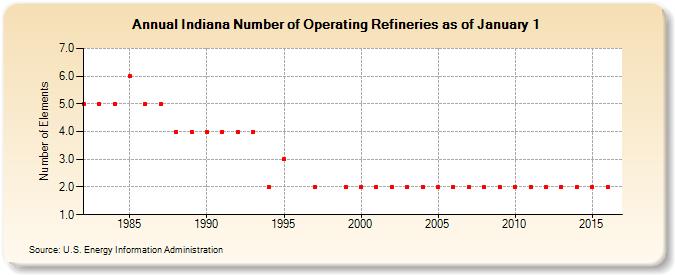 Annual Indiana Number of Operating Refineries as of January 1
Number of Elements
7.0
6.0
5.0
4.0
3.0
2.0
1.0
1985 1990 1995 2000 2005 2010 2015
Source: U.S. Energy Information Administration